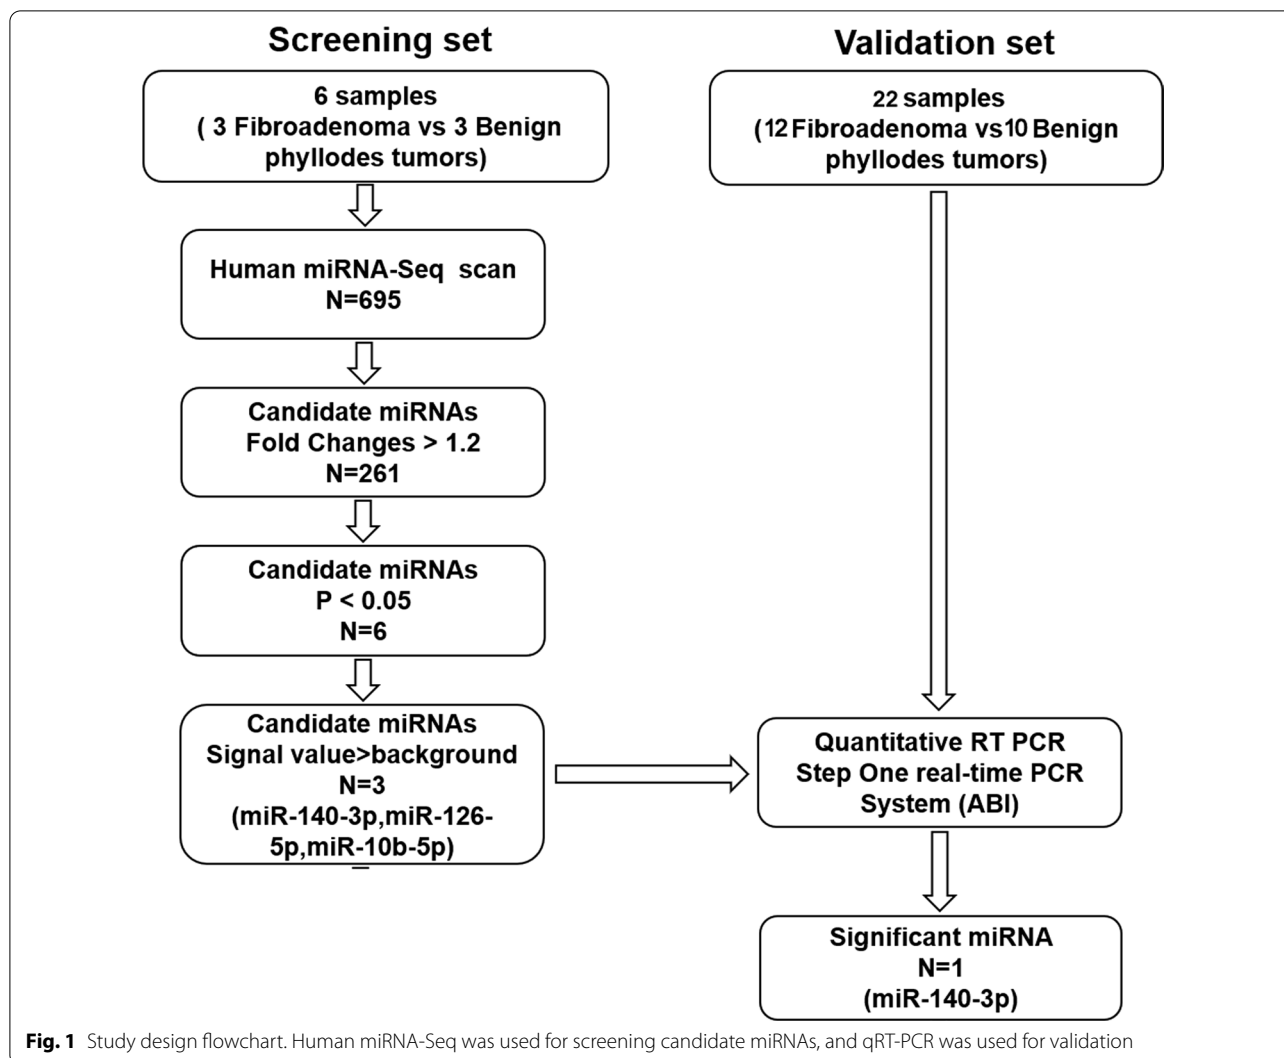 Screening set
6 samples
( 3 Fibroadenoma vs 3 Benign
phyllodes tumors)
Human miRNA-Seq scan
N=695
Candidate miRNAs
Fold Changes > 1.2
N=261
Candidate miRNAs
P < 0.05
N=6
Candidate miRNAs
Signal value>background
N=3
(miR-140-3p,miR-126-
5p,miR-10b-5p)
Validation set
22 samples
(12 Fibroadenoma vs10 Benign
phyllodes tumors)
Quantitative RT PCR
Step One real-time PCR
System (ABI)
Significant miRNA
N=1
(miR-140-3p)
Fig. 1 Study design flowchart. Human miRNA-Seq was used for screening candidate miRNAs, and qRT-PCR was used for validation